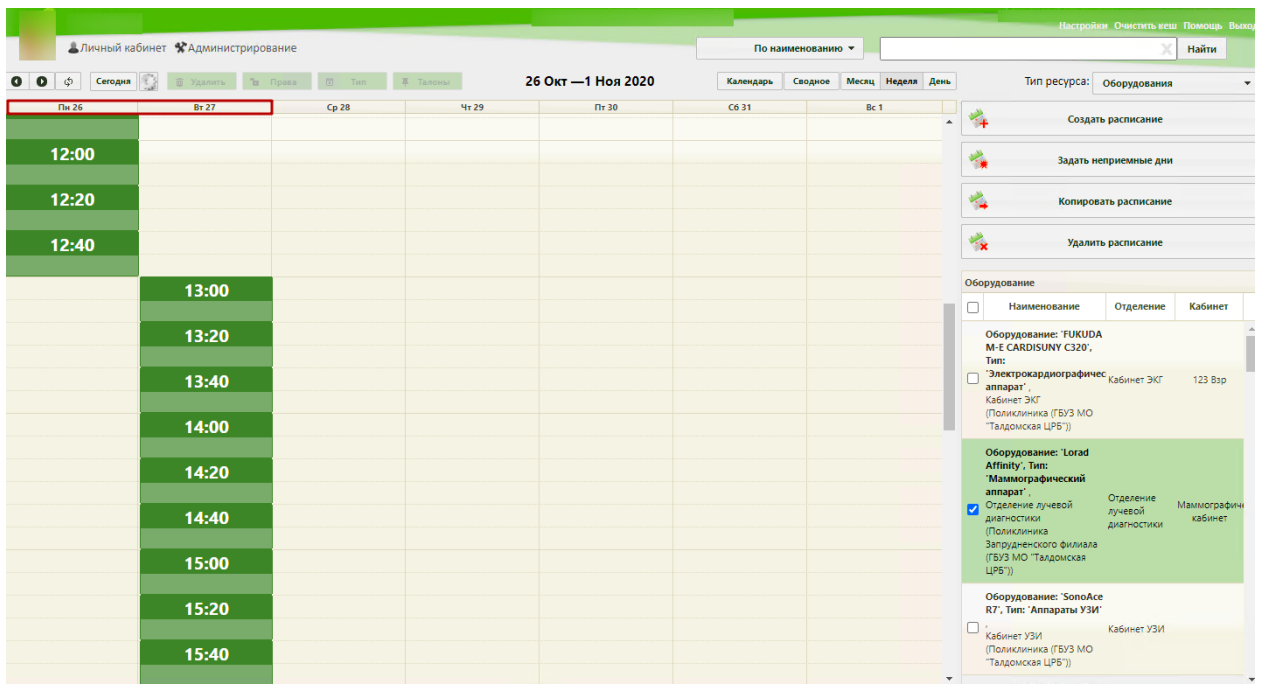 Настройки Очистить кеш Помощь Выход
Личный кабинет Администрирование
По наименованию
Найти
Сегодня Удалить Права Тип Талоны
26 Окт —1 Ноя 2020
Календарь Сводное Месяц Неделя День
Тип ресурса: Оборудования
Пн 26 Вт 27 Ср 28 Чт 29 Пт 30 Сб 31 Вс 1
12:00
12:20
12:40
13:00
13:20
13:40
14:00
14:20
14:40
15:00
15:20
15:40
Создать расписание
Задать неприемные дни
Копировать расписание
Удалить расписание
Оборудование
Наименование Отделение Кабинет
Оборудование: 'FUKUDA
M-E CARDISUNY C320',
Тип:
'Электрокардиографичес
аппарат' ,
Кабинет ЭКГ
(Поликлиника (ГБУЗ МО
"Талдомская ЦРБ"))
Кабинет ЭКГ
123 Взр
Оборудование: 'Lorad
Affinity', Тип:
'Маммографический
аппарат' ,
Отделение лучевой
диагностики
(Поликлиника
Запрудненского филиала
(ГБУЗ МО "Талдомская
ЦРБ"))
Отделение
лучевой
диагностики
Маммографиче
кабинет
Оборудование: 'SonoAce
R7', Тип: 'Аппараты УЗИ'
,
Кабинет УЗИ
(Поликлиника (ГБУЗ МО
"Талдомская ЦРБ"))
Кабинет УЗИ